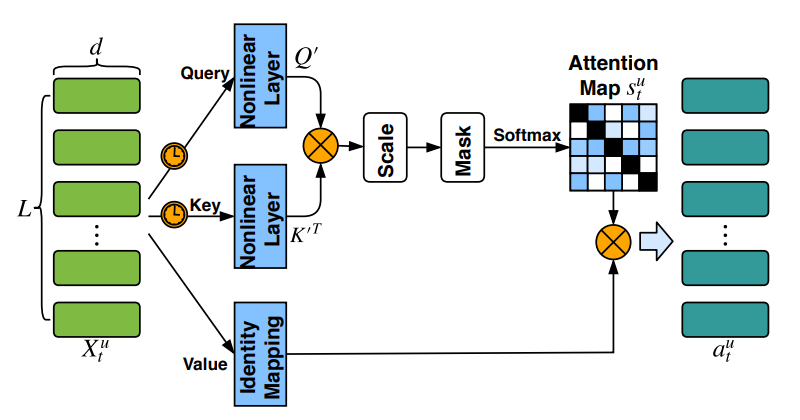 d
L
X_t^u
Query
Key
Value
Nonlinear
Layer
Q′
Nonlinear
Layer
K′^T
Identity
Mapping
Scale
Mask
Softmax
Attention
Map s_t^u
a_t^u